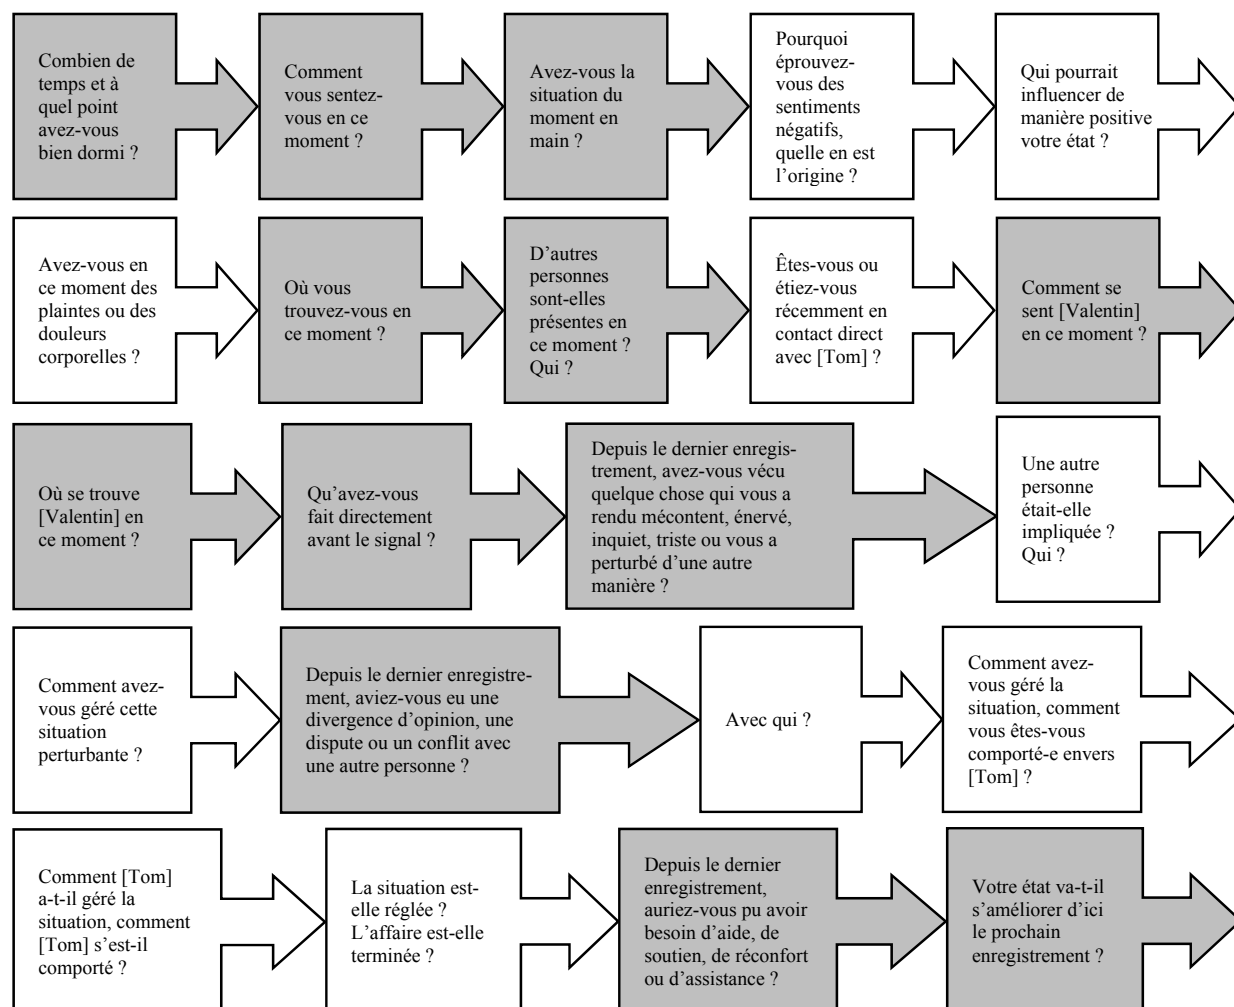 Combien de
temps et à
quel point
avez-vous
bien dormi ?
Comment
vous sentez-
vous en ce
moment ?
Avez-vous la
situation du
moment en
main ?
Pourquoi
éprouvez-
vous des
sentiments
négatifs,
quelle en est
l’origine ?
Qui pourrait
influencer de
manière positive
votre état ?
Avez-vous en
ce moment des
plaintes ou des
douleurs
corporelles ?
Où vous
trouvez-vous en
ce moment ?
D’autres
personnes
sont-elles
présentes en
ce moment ?
Qui ?
Êtes-vous ou
étiez-vous
récemment en
contact direct
avec [Tom] ?
Comment se
sent [Valentin]
en ce moment ?
Où se trouve
[Valentin] en
ce moment ?
Qu’avez-vous
fait directement
avant le signal ?
Depuis le dernier enregis-
trement, avez-vous vécu
quelque chose qui vous a
rendu mécontent, énervé,
inquiet, triste ou vous a
perturbé d’une autre
manière ?
Une autre
personne
était-elle
impliquée ?
Qui ?
Comment avez-
vous géré cette
situation
perturbante ?
Depuis le dernier enregistre-
ment, aviez-vous eu une
divergence d’opinion, une
dispute ou un conflit avec
une autre personne ?
Avec qui ?
Comment avez-
vous géré la
situation, comment
vous êtes-vous
comporté-e envers
[Tom] ?
Comment [Tom]
a-t-il géré la
situation, comment
[Tom] s’est-il
comporté ?
La situation est-
elle réglée ?
L’affaire est-elle
terminée ?
Depuis le dernier
enregistrement,
auriez-vous pu avoir
besoin d’aide, de
soutien, de réconfort
ou d’assistance ?
Votre état va-t-il
s’améliorer d’ici
le prochain
enregistrement ?